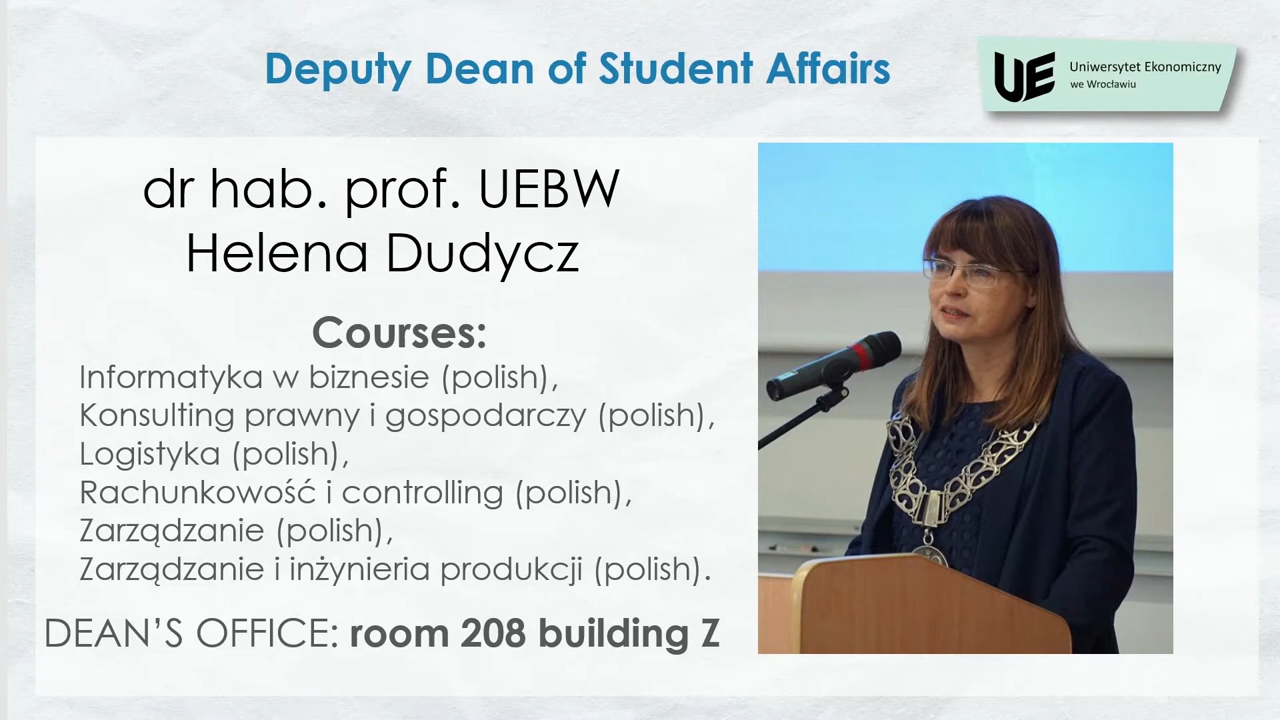 Deputy Dean of Student Affairs
UE Uniwersytet Ekonomiczny
we Wrocławiu
dr hab. prof. UEBW
Helena Dudycz
Courses:
Informatyka w biznesie (polish),
Konsulting prawny i gospodarczy (polish),
Logistyka (polish),
Rachunkowość i controlling (polish),
Zarządzanie (polish),
Zarządzanie i inżynieria produkcji (polish).
DEAN'S OFFICE: room 208 building Z